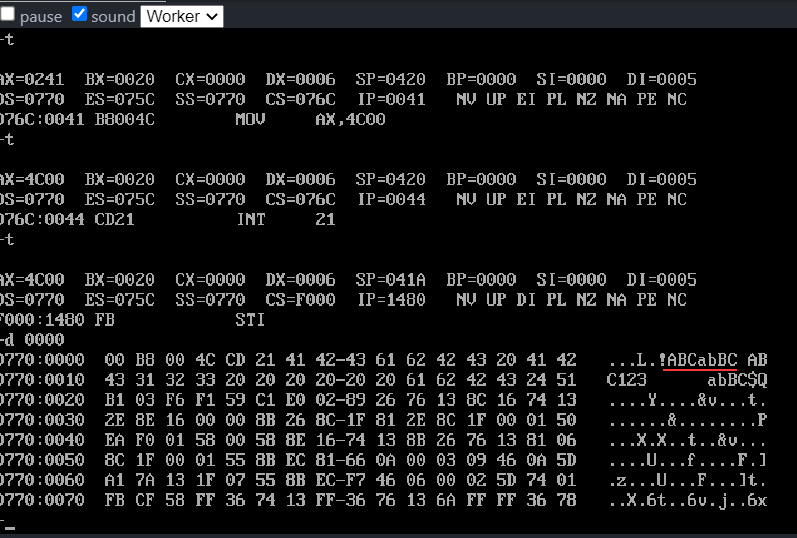 pause sound Worker
-t
AX=0241 BX=0020 CX=0000 DX=0006 SP=0420 BP=0000 SI=0000 DI=0005
DS=0770 ES=075C SS=0770 CS=076C IP=0041 NV UP EI PL NZ NA PE NC
076C:0041 B8004C MOV AX,4C00
-t
AX=4C00 BX=0020 CX=0000 DX=0006 SP=0420 BP=0000 SI=0000 DI=0005
DS=0770 ES=075C SS=0770 CS=076C IP=0044 NV UP EI PL NZ NA PE NC
076C:0044 CD21 INT 21
-t
AX=4C00 BX=0020 CX=0000 DX=0006 SP=041A BP=0000 SI=0000 DI=0005
DS=0770 ES=075C SS=0770 CS=F000 IP=1480 NV UP DI PL NZ NA PE NC
F000:1480 FB STI
-d 0000
0770:0000 00 B8 00 4C CD 21 41 42-43 61 62 42 43 20 41 42 ...L.!ABCabBC AB
0770:0010 43 31 32 33 20 20 20 20-20 20 61 62 42 43 24 51 C123      abBC$Q
0770:0020 B1 03 F6 F1 59 C1 E0 02-89 26 76 13 8C 16 74 13 ....Y....&v...t.
0770:0030 2E 8E 16 00 00 8B 26 8C-1F 81 2E 8C 1F 00 01 50 ......&........P
0770:0040 EA F0 01 58 00 58 8E 16-74 13 8B 26 76 13 81 06 ...X.X..t..&v...
0770:0050 8C 1F 00 01 55 8B EC 81-66 0A 00 03 09 46 0A 5D ....U...f....F.]
0770:0060 A1 7A 13 1F 07 55 8B EC-F7 46 06 00 02 5D 74 01 .z...U...F...]t.
0770:0070 FB CF 58 FF 36 74 13 FF-36 76 13 6A FF FF 36 78 ..X.6t..6v.j..6x
-_